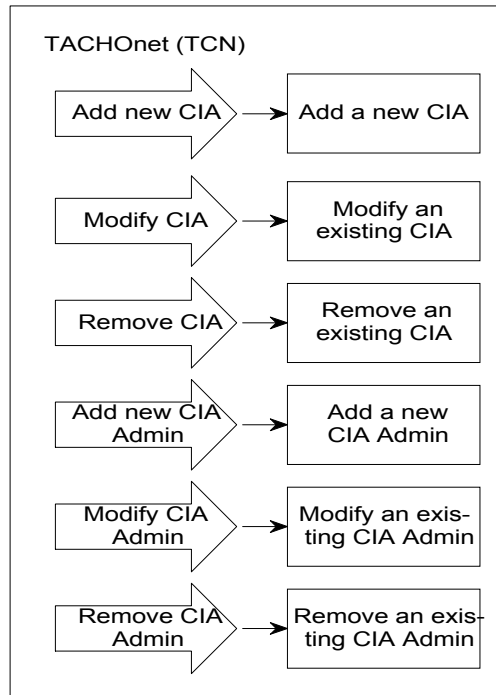 TACHOnet (TCN)
Add new CIA
Add a new CIA
Modify CIA
Modify an
existing CIA
Remove CIA
Remove an
existing CIA
Add new CIA
Admin
Add a new
CIA Admin
Modify CIA
Admin
Modify an exis-
ting CIA Admin
Remove CIA
Admin
Remove an exis-
ting CIA Admin